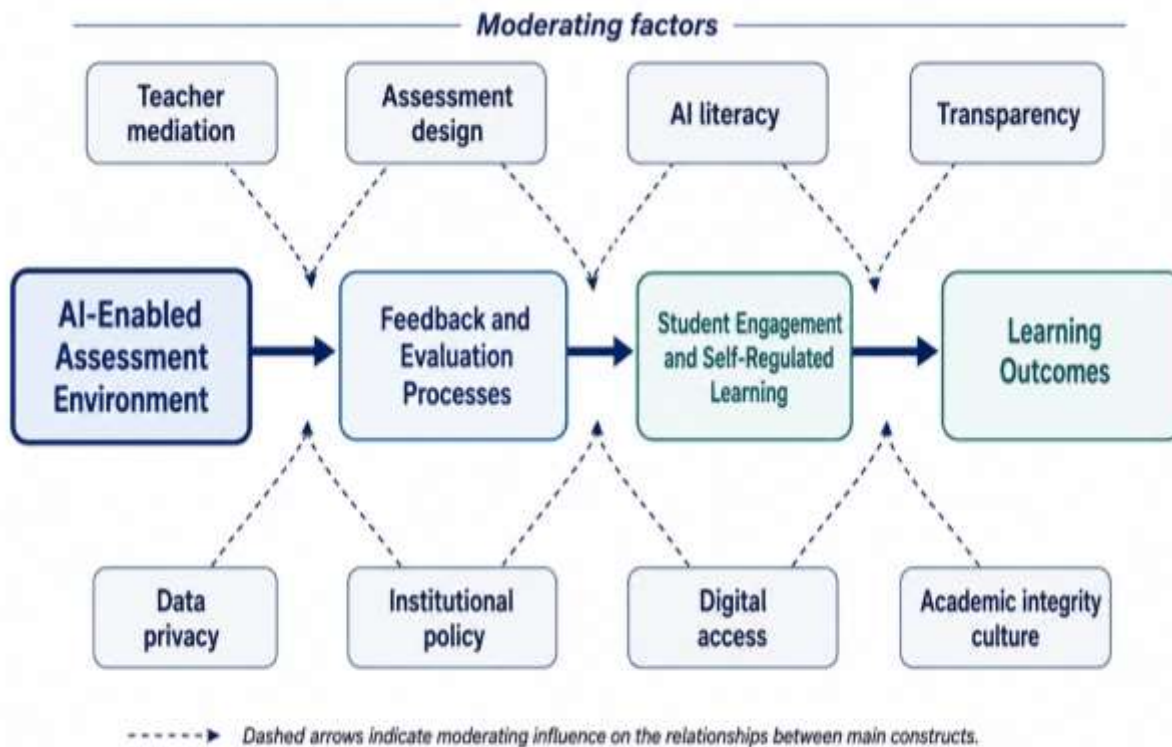 Moderating factors
Teacher
mediation
Assessment
design
AI literacy
Transparency
AI-Enabled
Assessment
Environment
Feedback and
Evaluation
Processes
Student Engagement
and Self-Regulated
Learning
Learning
Outcomes
Data
privacy
Institutional
policy
Digital
access
Academic integrity
culture
Dashed arrows indicate moderating influence on the relationships between main constructs.